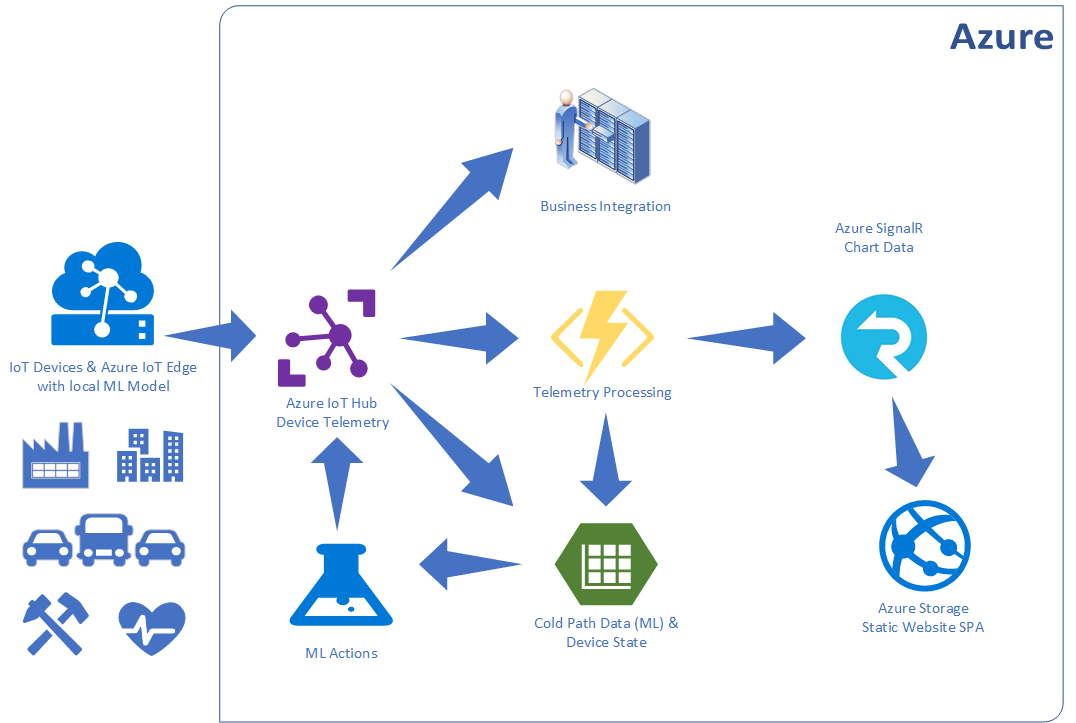 Azure
Business Integration
Azure SignalR
Chart Data
IoT Devices & Azure IoT Edge
with local ML Model
Azure IoT Hub
Device Telemetry
Telemetry Processing
Cold Path Data (ML) &
Device State
Azure Storage
Static Website SPA
ML Actions